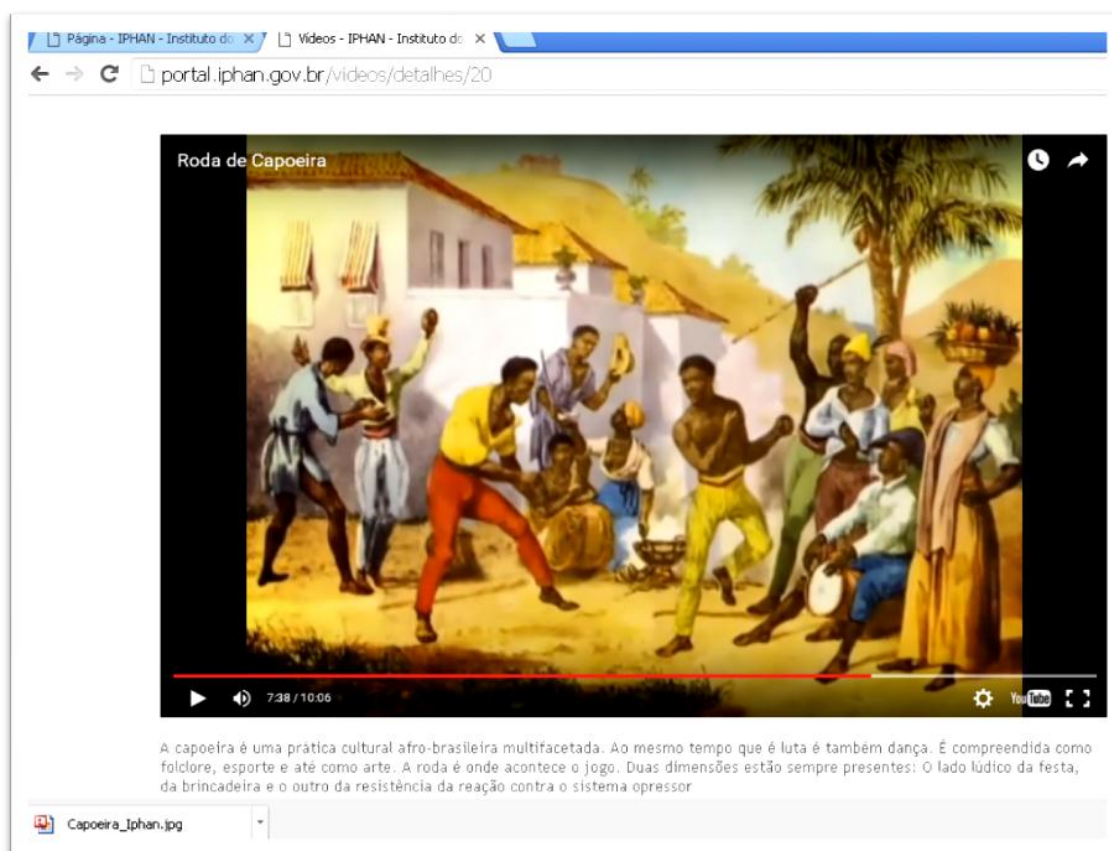 Página - IPHAN - Instituto do
Vídeos - IPHAN - Instituto do
portal.iphan.gov.br/videos/detalhes/20
Roda de Capoeira
7:38 / 10:06
YouTube
A capoeira é uma prática cultural afro-brasileira multifacetada. Ao mesmo tempo que é luta é também dança. É compreendida como
folclore, esporte e até como arte. A roda é onde acontece o jogo. Duas dimensões estão sempre presentes: O lado lúdico da festa,
da brincadeira e o outro da resistência da reação contra o sistema opressor
Capoeira_Iphan.jpg